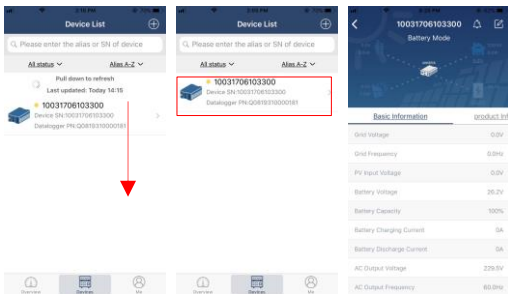 Device List
Please enter the alias or SN of device
All status
Alias A-Z
Pull down to refresh
Last updated: Today 14:15
10031706103300
Device SN:10031706103300
Datalogger PN:Q0819310000181
Overview
Devices
Me
Device List
Please enter the alias or SN of device
All status
Alias A-Z
10031706103300
Device SN:10031706103300
Datalogger PN:Q0819310000181
Overview
Devices
Me
10031706103300
Battery Mode
Basic Information
product inf
Grid Voltage
0.0V
Grid Frequency
0.0Hz
PV Input Voltage
0.0V
Battery Voltage
26.2V
Battery Capacity
100%
Battery Charging Current
0A
Battery Discharge Current
0A
AC Output Voltage
229.5V
AC Output Frequency
60.0Hz